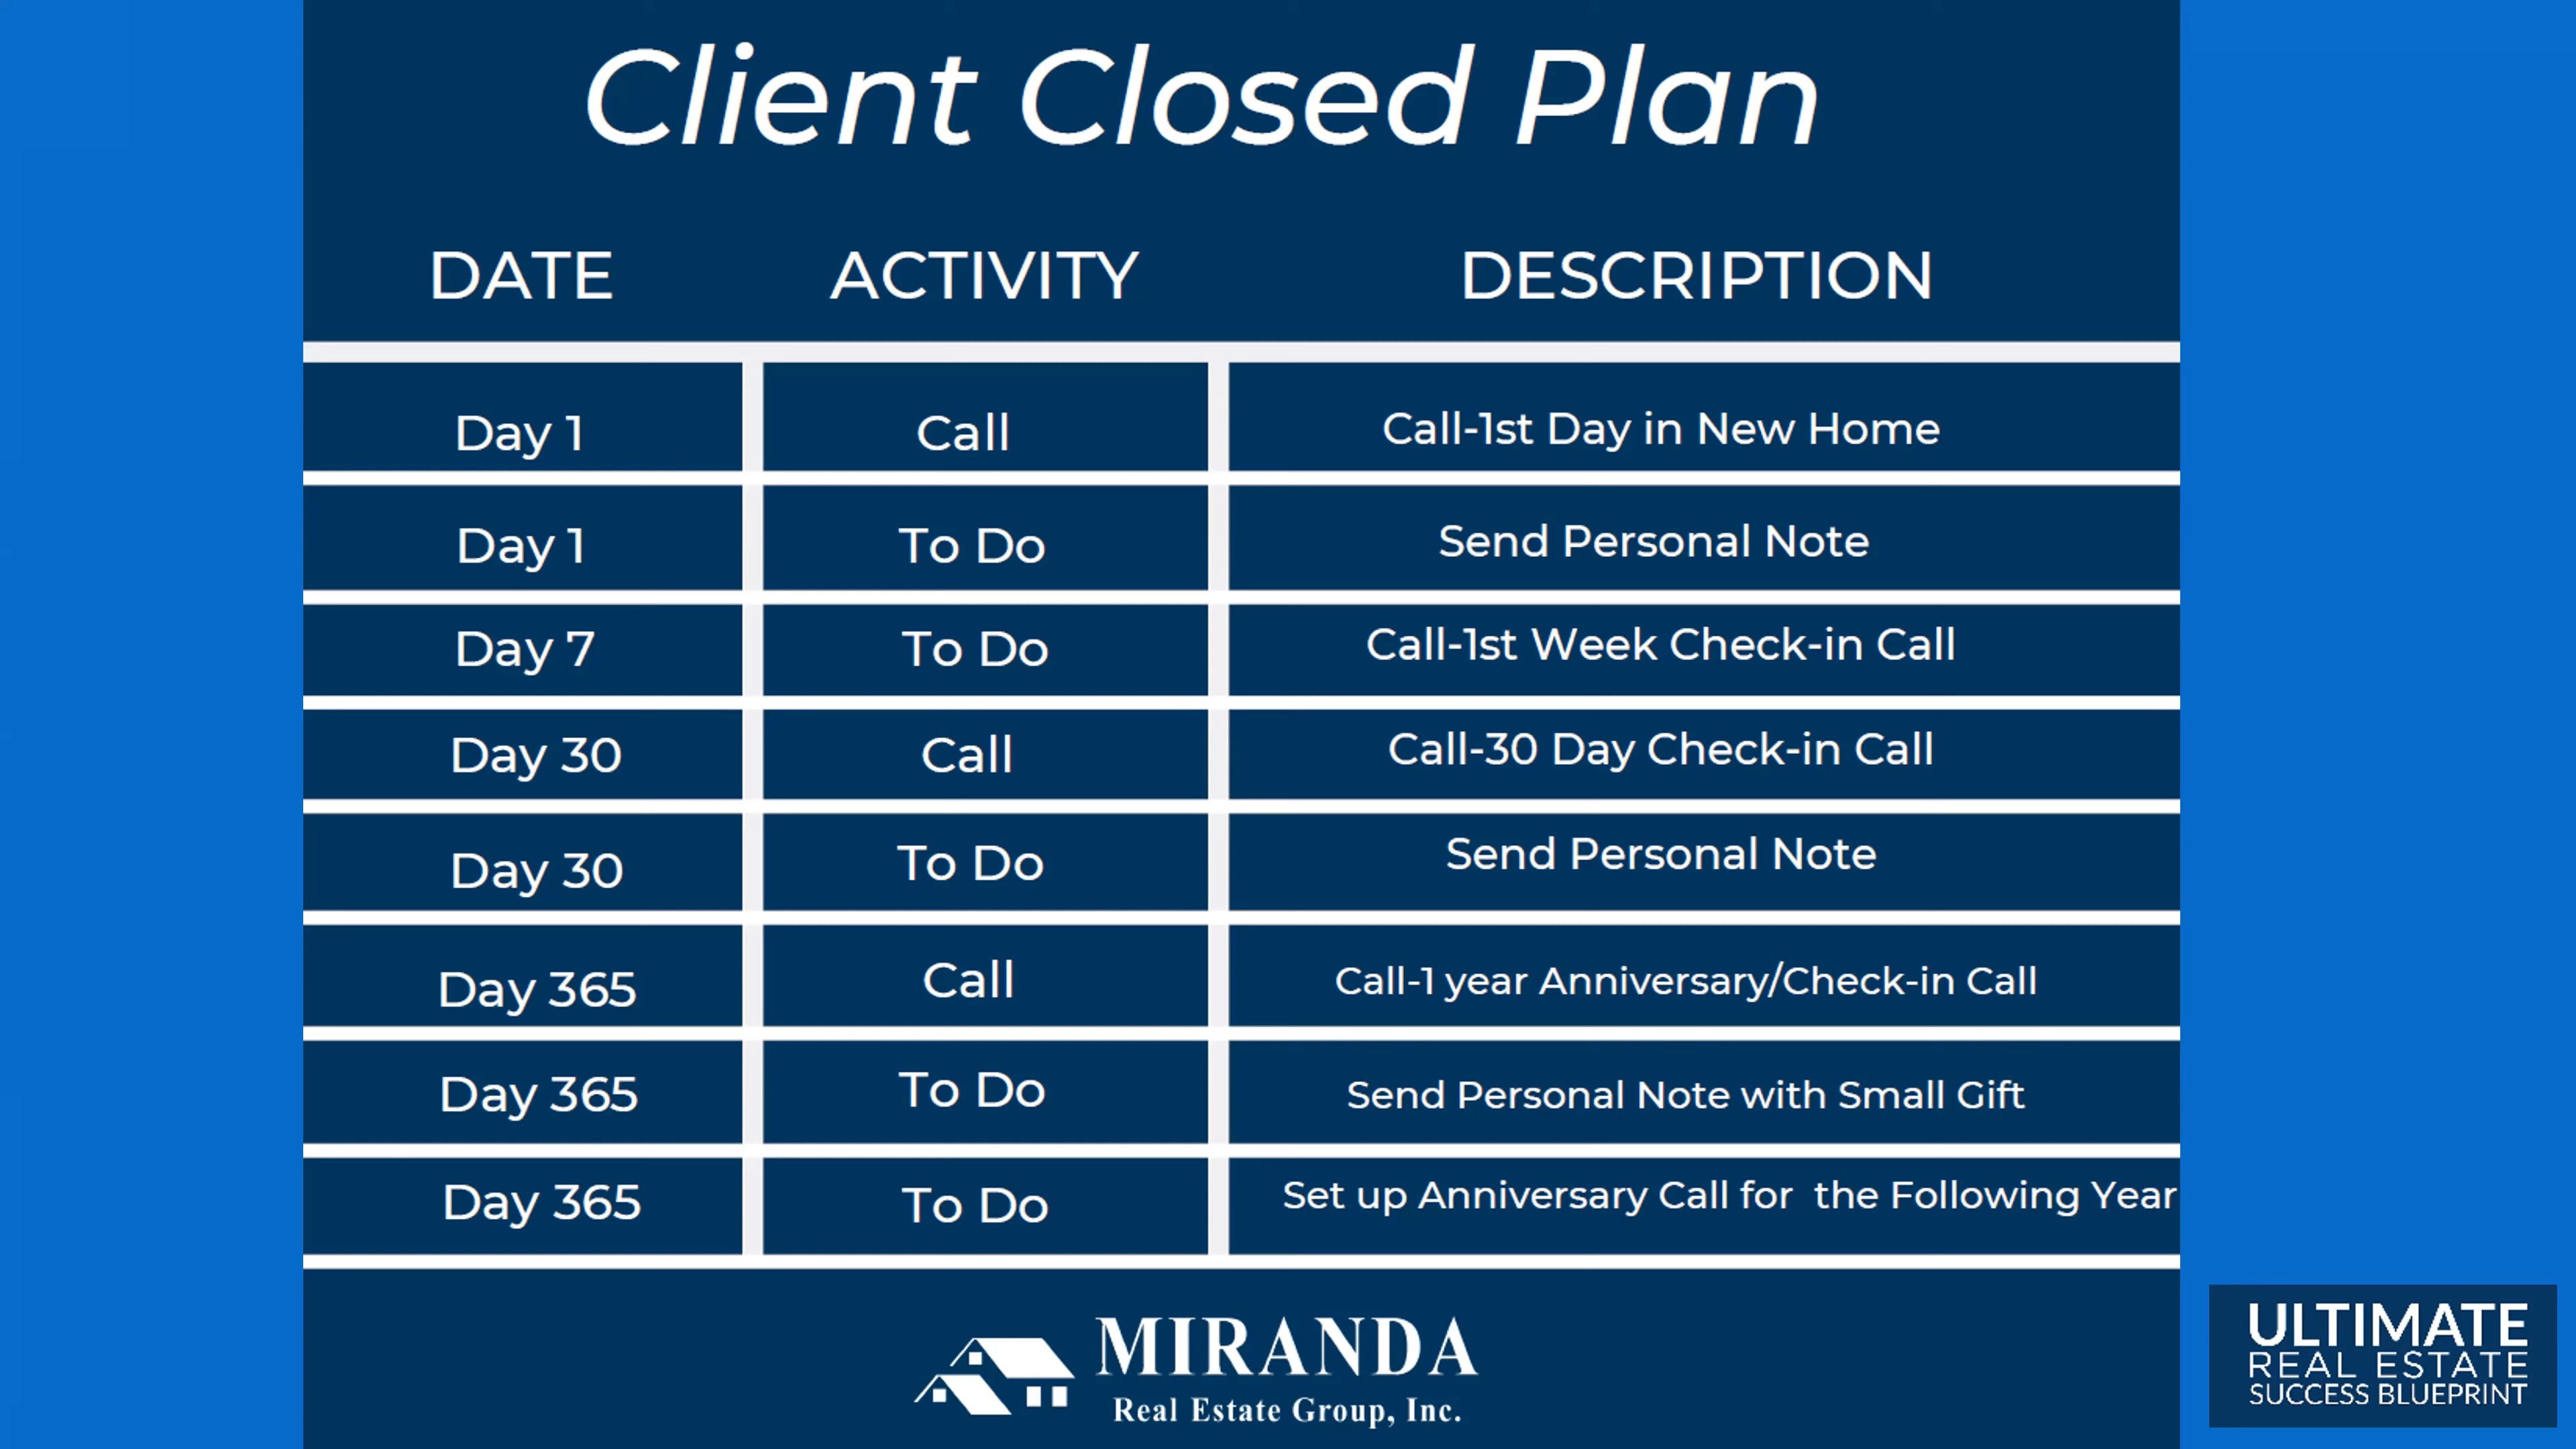 Client Closed Plan
DATE ACTIVITY DESCRIPTION
Day 1 Call Call-1st Day in New Home
Day 1 To Do Send Personal Note
Day 7 To Do Call-1st Week Check-in Call
Day 30 Call Call-30 Day Check-in Call
Day 30 To Do Send Personal Note
Day 365 Call Call-1 year Anniversary/Check-in Call
Day 365 To Do Send Personal Note with Small Gift
Day 365 To Do Set up Anniversary Call for the Following Year
MIRANDA
Real Estate Group, Inc.
ULTIMATE
REAL ESTATE
SUCCESS BLUEPRINT